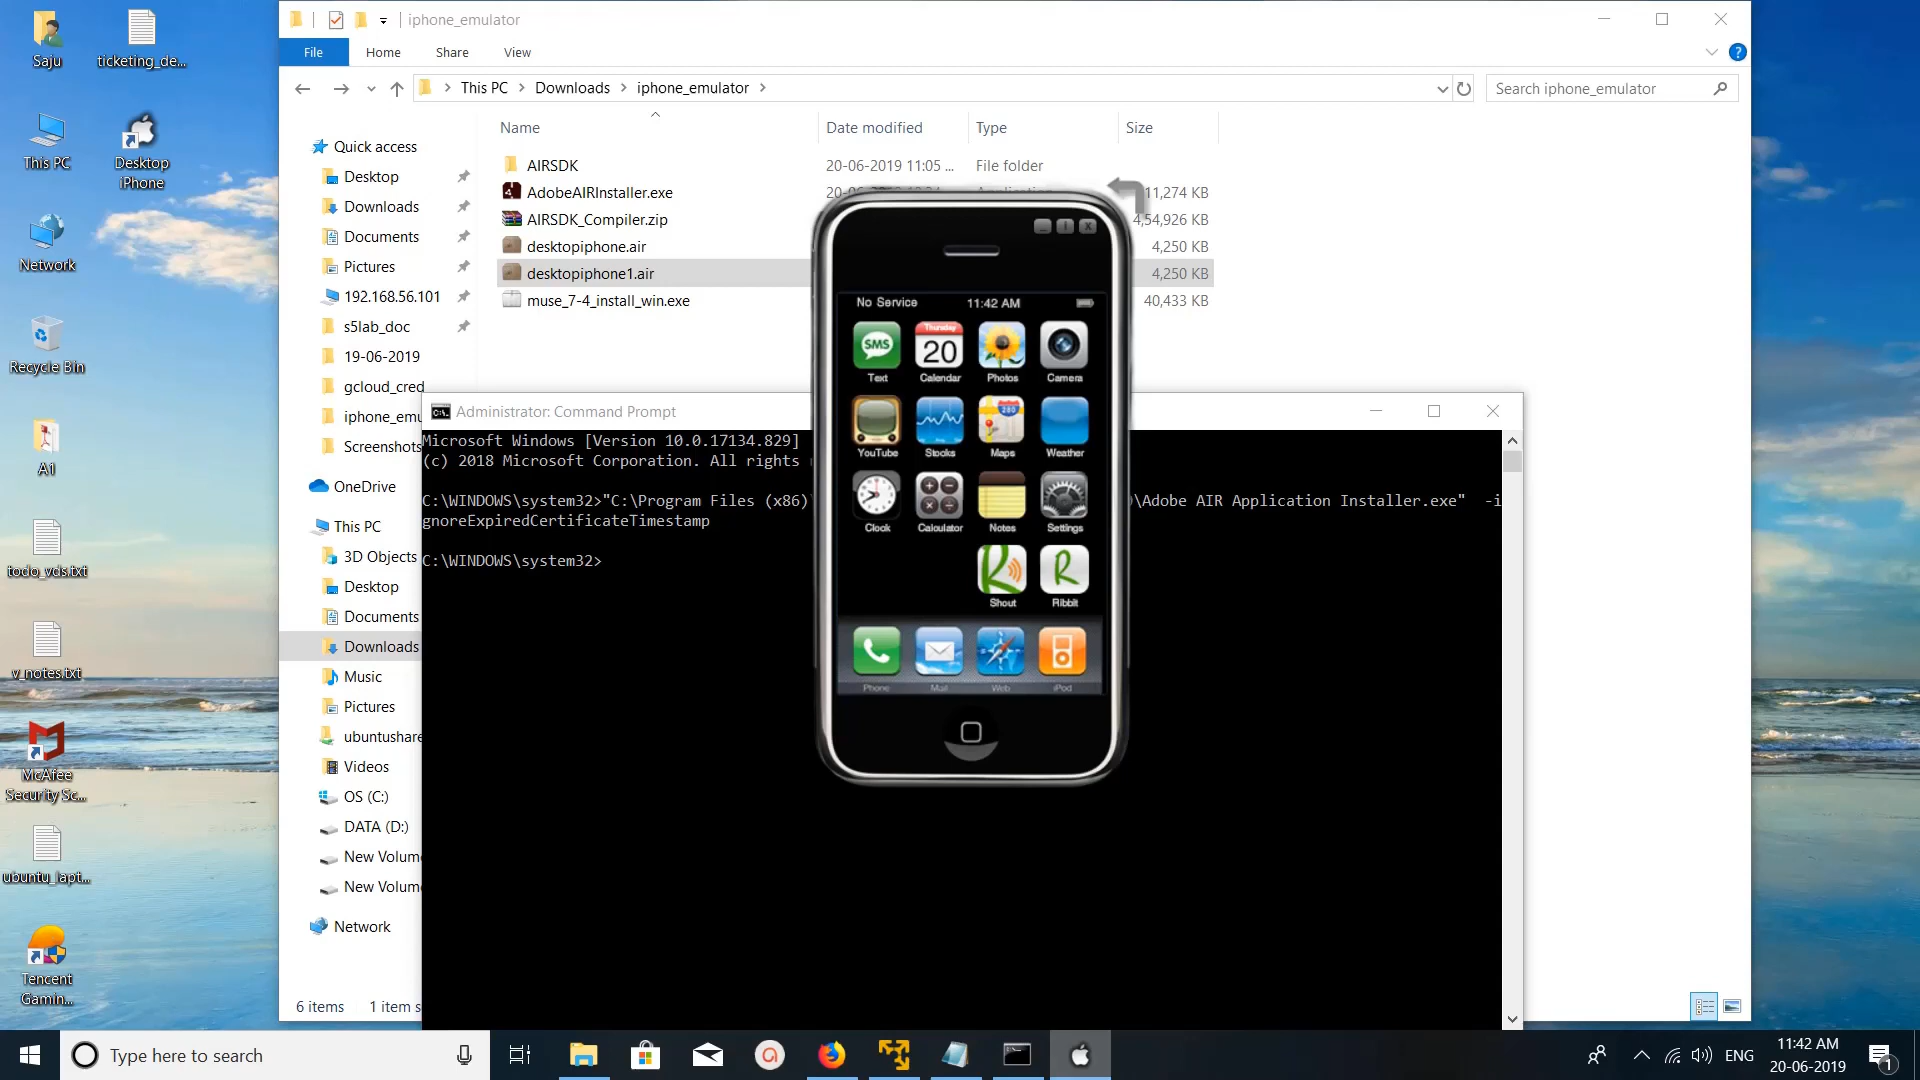 Saju
ticketing_de...
This PC
Desktop
iPhone
Network
Recycle Bin
A1
todo_vds.txt
v_notes.txt
McAfee
Security Sc...
ubuntu_lapt...
Tencent
Gamin...
iphone_emulator
File
Home
Share
View
This PC
Downloads
iphone_emulator
Search iphone_emulator
Name
Date modified
Type
Size
AIRSDK
20-06-2019 11:05 ...
File folder
AdobeAIRInstaller.exe
11,274 KB
AIRSDK_Compiler.zip
4,54,926 KB
desktopiphone.air
4,250 KB
desktopiphone1.air
4,250 KB
muse_7-4_install_win.exe
40,433 KB
Quick access
Desktop
Downloads
Documents
Pictures
192.168.56.101
s5lab_doc
19-06-2019
gcloud_cred
iphone_emu
Screenshots
OneDrive
This PC
3D Objects
Desktop
Documents
Downloads
Music
Pictures
ubuntushare
Videos
OS (C:)
DATA (D:)
New Volum
New Volum
Network
6 items
1 item s
Administrator: Command Prompt
Microsoft Windows [Version 10.0.17134.829]
(c) 2018 Microsoft Corporation. All rights
C:\WINDOWS\system32>"C:\Program Files (x86)\
\Adobe AIR Application Installer.exe" -i
gnoreExpiredCertificateTimestamp
C:\WINDOWS\system32>
No Service
11:42 AM
SMS
Text
Thursday
20
Calendar
Photos
Camera
YouTube
Stocks
280
Maps
Weather
Clock
Calculator
Notes
Settings
Shout
R
Ribbit
Phone
Mail
Web
iPod
Type here to search
ENG
11:42 AM
20-06-2019
1